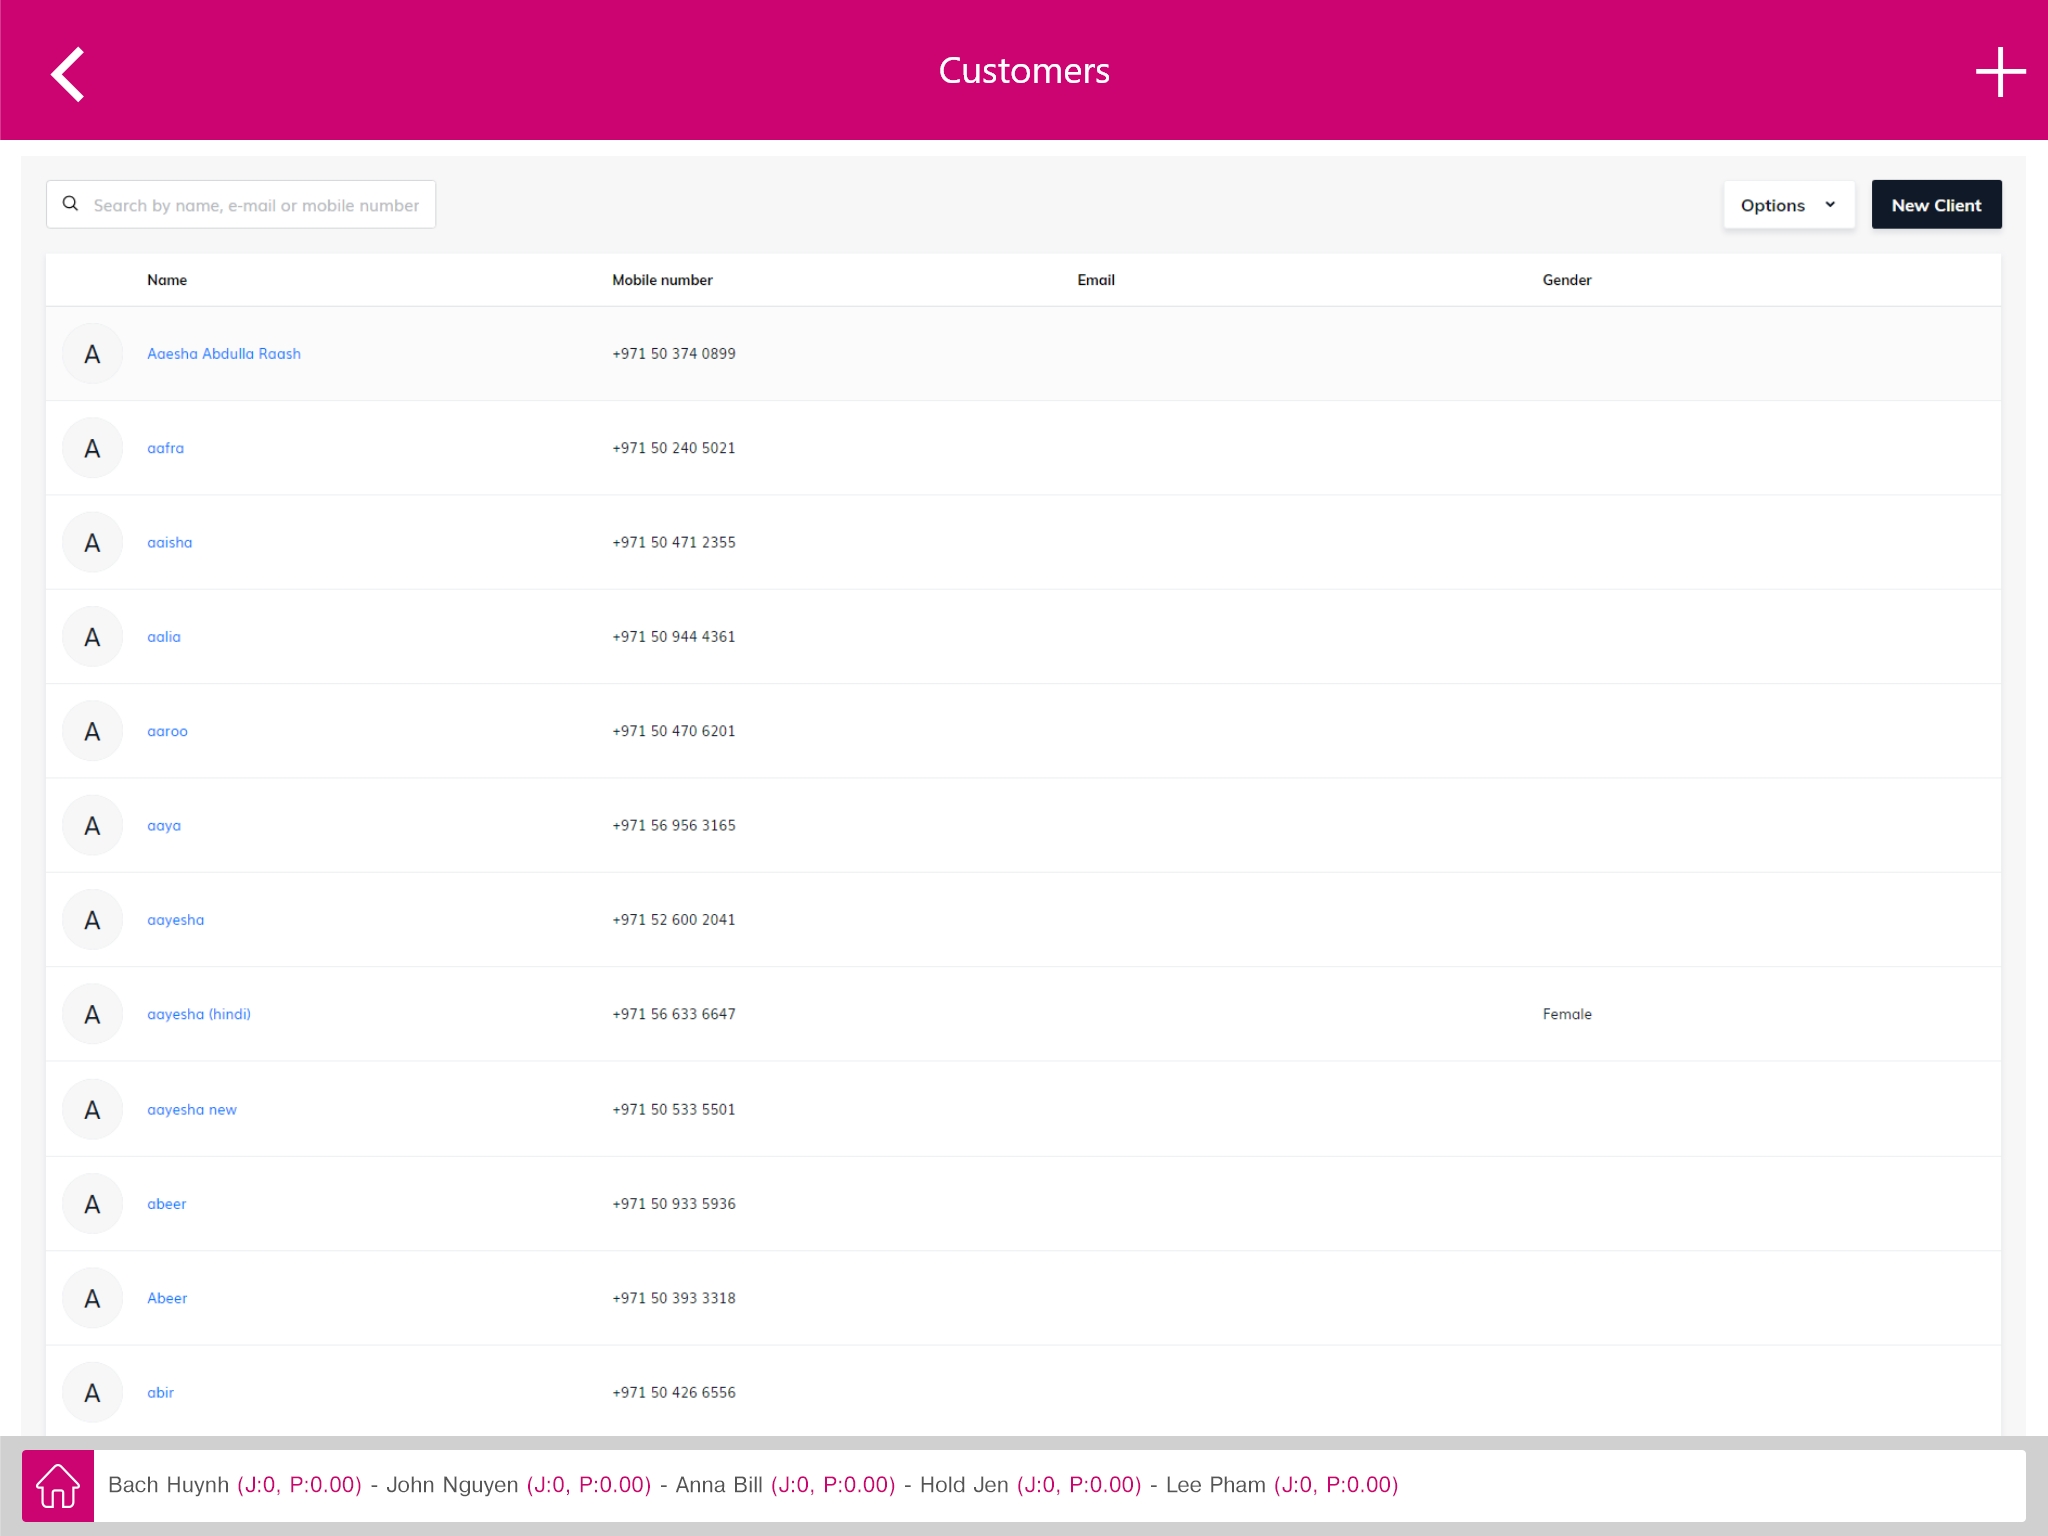 Customers
Search by name, e-mail or mobile number
Options New Client
Name Mobile number Email Gender
A Aaesha Abdulla Raash +971 50 374 0899
A aafra +971 50 240 5021
A aaisha +971 50 471 2355
A aalia +971 50 944 4361
A aaroo +971 50 470 6201
A aaya +971 56 956 3165
A aayesha +971 52 600 2041
A aayesha (hindi) +971 56 633 6647 Female
A aayesha new +971 50 533 5501
A abeer +971 50 933 5936
A Abeer +971 50 393 3318
A abir +971 50 426 6556
Bach Huynh (J:0, P:0.00) - John Nguyen (J:0, P:0.00) - Anna Bill (J:0, P:0.00) - Hold Jen (J:0, P:0.00) - Lee Pham (J:0, P:0.00)